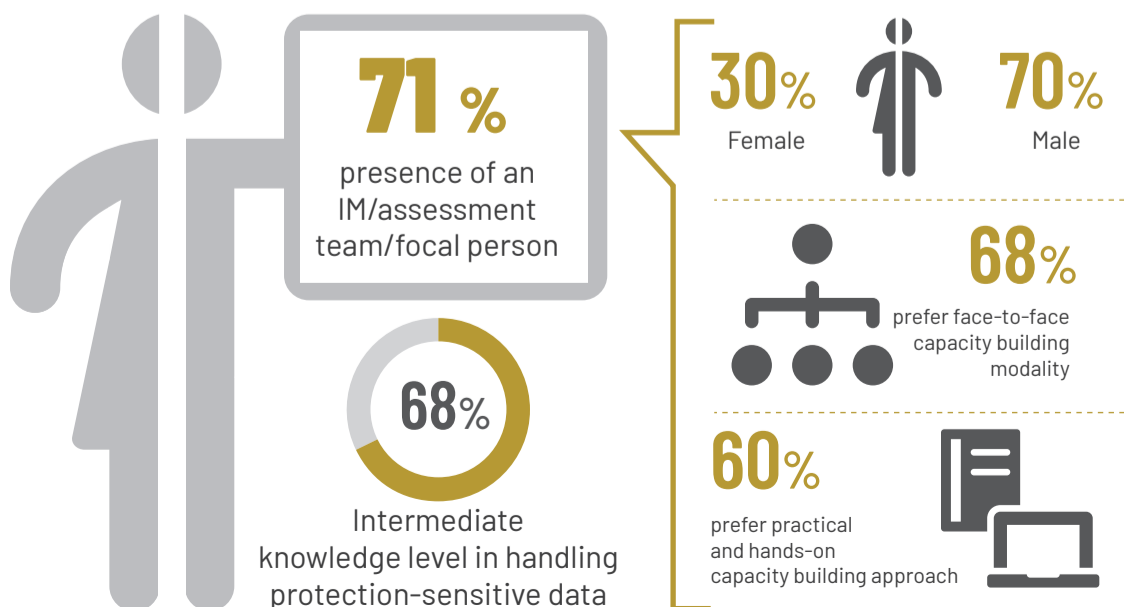 71 %
presence of an
IM/assessment
team/focal person
68%
Intermediate
knowledge level in handling
protection-sensitive data
30%
Female
70%
Male
68%
prefer face-to-face
capacity building
modality
60%
prefer practical
and hands-on
capacity building approach